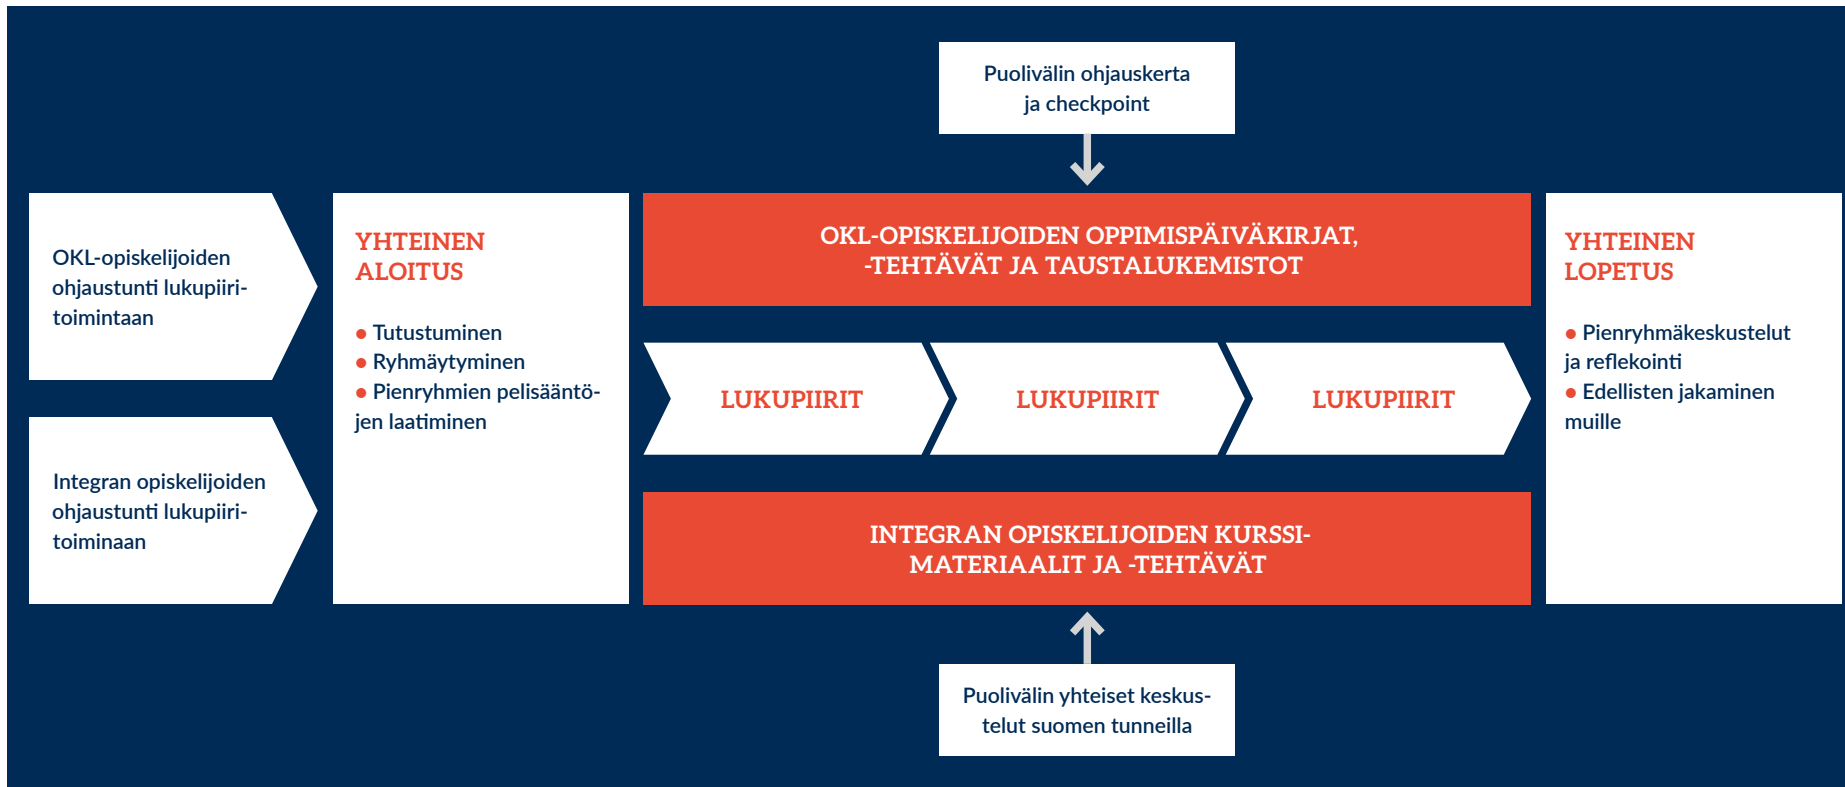 Puolivälin ohjauskerta
ja checkpoint
OKL-opiskelijoiden
ohjaustunti lukupiiri-
toimintaan
Integran opiskelijoiden
ohjaustunti lukupiiri-
toiminaan
YHTEINEN
ALOITUS
● Tutustuminen
● Ryhmäytyminen
● Pienryhmien pelisääntö-
jen laatiminen
OKL-OPISKELIJOIDEN OPPIMISPÄIVÄKIRJAT,
-TEHTÄVÄT JA TAUSTALUKEMISTOT
LUKUPIIRIT
LUKUPIIRIT
LUKUPIIRIT
INTEGRAN OPISKELIJOIDEN KURSSI-
MATERIAALIT JA -TEHTÄVÄT
YHTEINEN
LOPETUS
● Pienryhmäkeskustelut
ja reflekointi
● Edellisten jakaminen
muille
Puolivälin yhteiset keskus-
telut suomen tunneilla